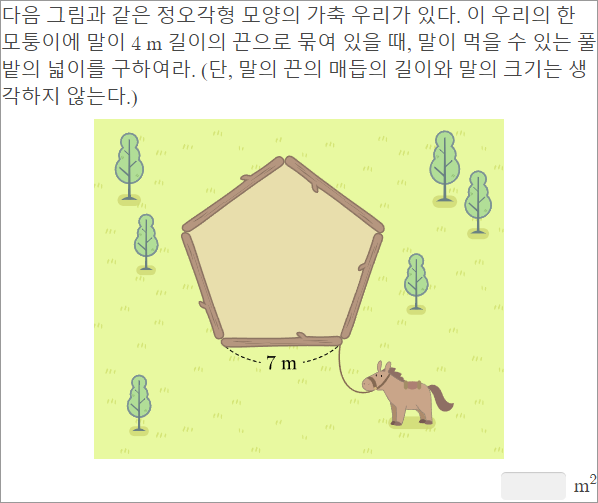 다음 그림과 같은 정오각형 모양의 가축 우리가 있다. 이 우리의 한
모퉁이에 말이 4 m 길이의 끈으로 묶여 있을 때, 말이 먹을 수 있는 풀
밭의 넓이를 구하여라. (단, 말의 끈의 매듭의 길이와 말의 크기는 생
각하지 않는다.)
7 m
m²